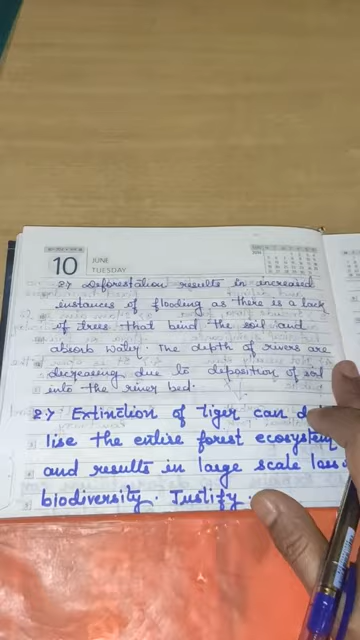 10 JUNE
TUESDAY
2) Deforestation results in increased
instances of flooding as there is a lack
of trees that bind the soil and
absorb water. The depth of rivers are
decreasing due to deposition of soil
into the river bed.
2) Extinction of tiger can
lise the entire forest ecosystem
and results in large scale loss
biodiversity. Justify.